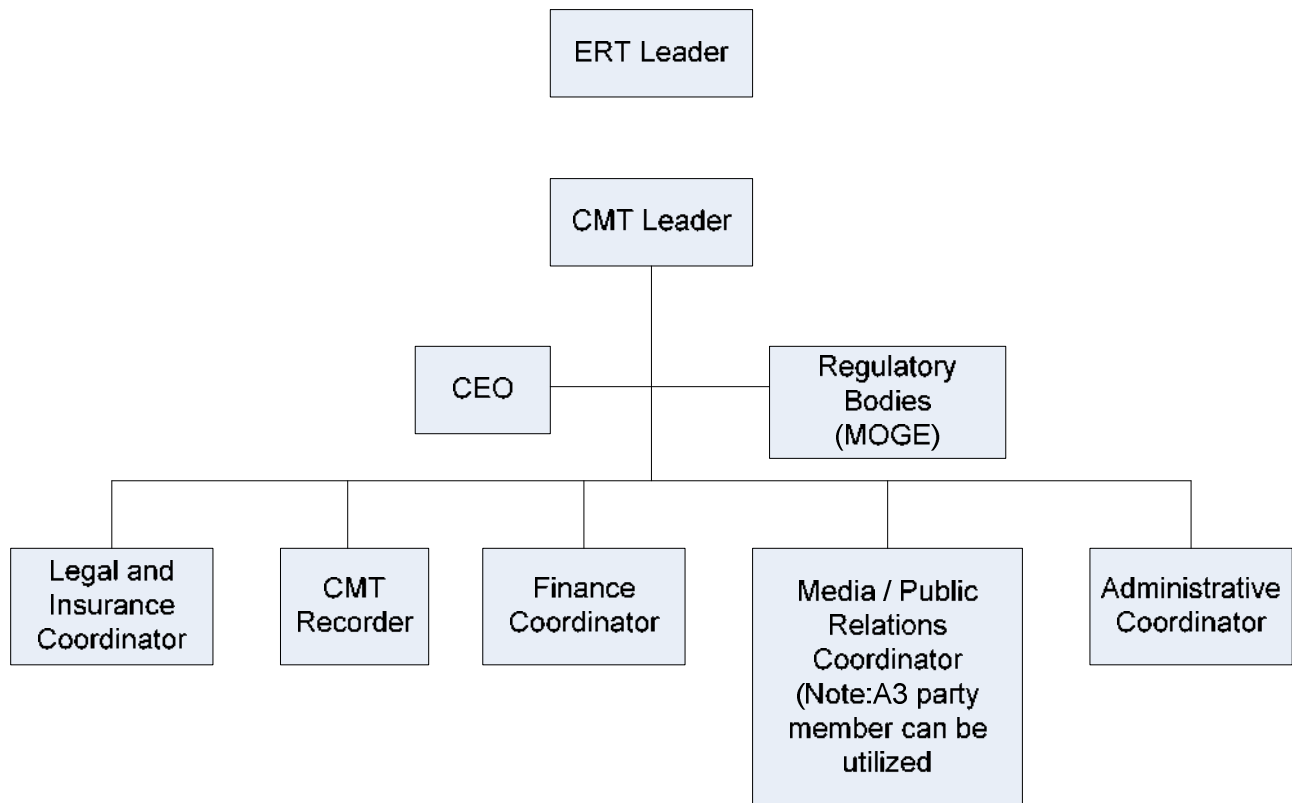 ERT Leader
CMT Leader
CEO
Regulatory
Bodies
(MOGE)
Legal and
Insurance
Coordinator
CMT
Recorder
Finance
Coordinator
Media / Public
Relations
Coordinator
(Note:A3 party
member can be
utilized
Administrative
Coordinator